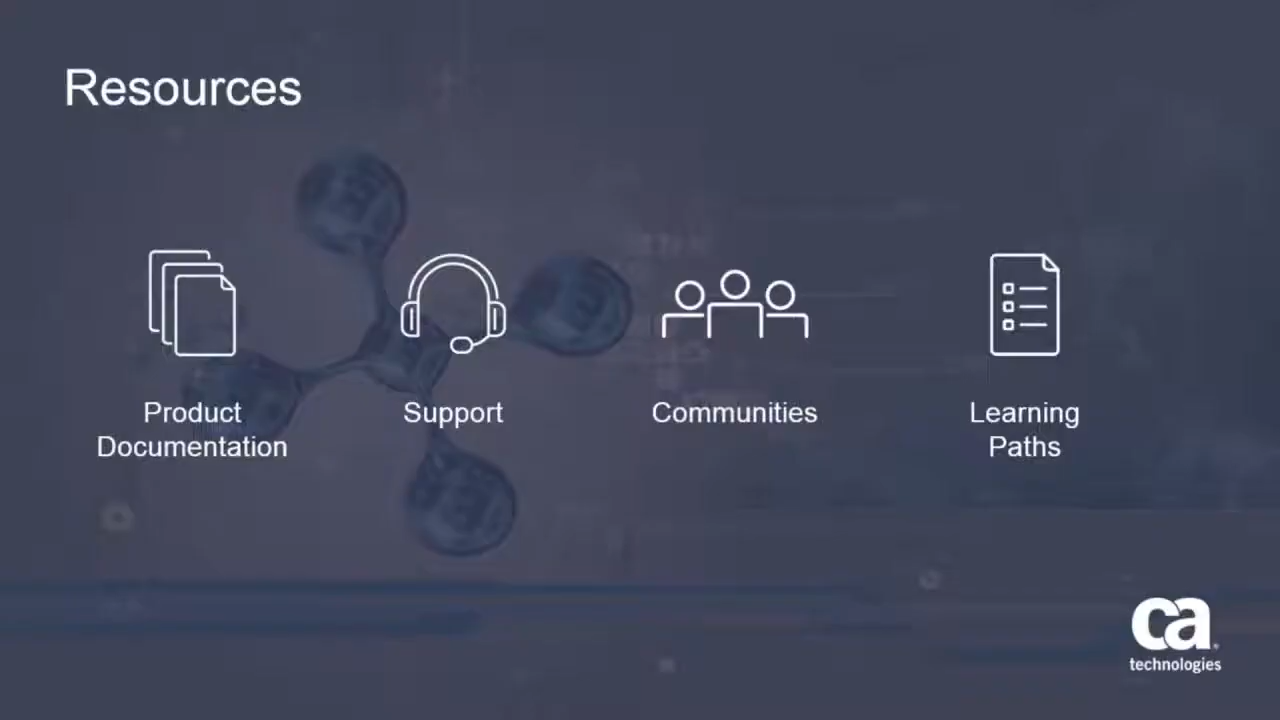 Resources
Product
Documentation
Support
Communities
Learning
Paths
ca
technologies